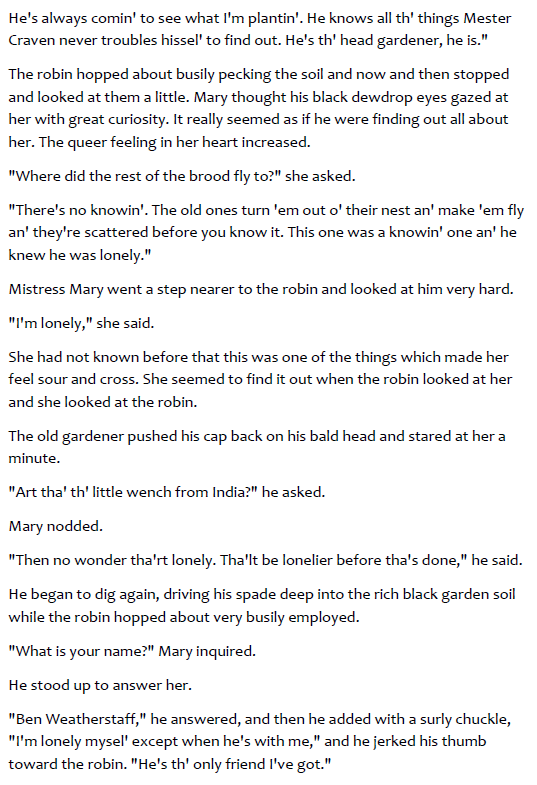 He's always comin' to see what I'm plantin'. He knows all th' things Mester
Craven never troubles hissel' to find out. He's th' head gardener, he is."
The robin hopped about busily pecking the soil and now and then stopped
and looked at them a little. Mary thought his black dewdrop eyes gazed at
her with great curiosity. It really seemed as if he were finding out all about
her. The queer feeling in her heart increased.
"Where did the rest of the brood fly to?" she asked.
"There's no knowin'. The old ones turn 'em out o' their nest an' make 'em fly
an' they're scattered before you know it. This one was a knowin' one an' he
knew he was lonely."
Mistress Mary went a step nearer to the robin and looked at him very hard.
"I'm lonely," she said.
She had not known before that this was one of the things which made her
feel sour and cross. She seemed to find it out when the robin looked at her
and she looked at the robin.
The old gardener pushed his cap back on his bald head and stared at her a
minute.
"Art tha' th' little wench from India?" he asked.
Mary nodded.
"Then no wonder tha'rt lonely. Tha'lt be lonelier before tha's done," he said.
He began to dig again, driving his spade deep into the rich black garden soil
while the robin hopped about very busily employed.
"What is your name?" Mary inquired.
He stood up to answer her.
"Ben Weatherstaff," he answered, and then he added with a surly chuckle,
"I'm lonely mysel' except when he's with me," and he jerked his thumb
toward the robin. "He's th' only friend I've got."